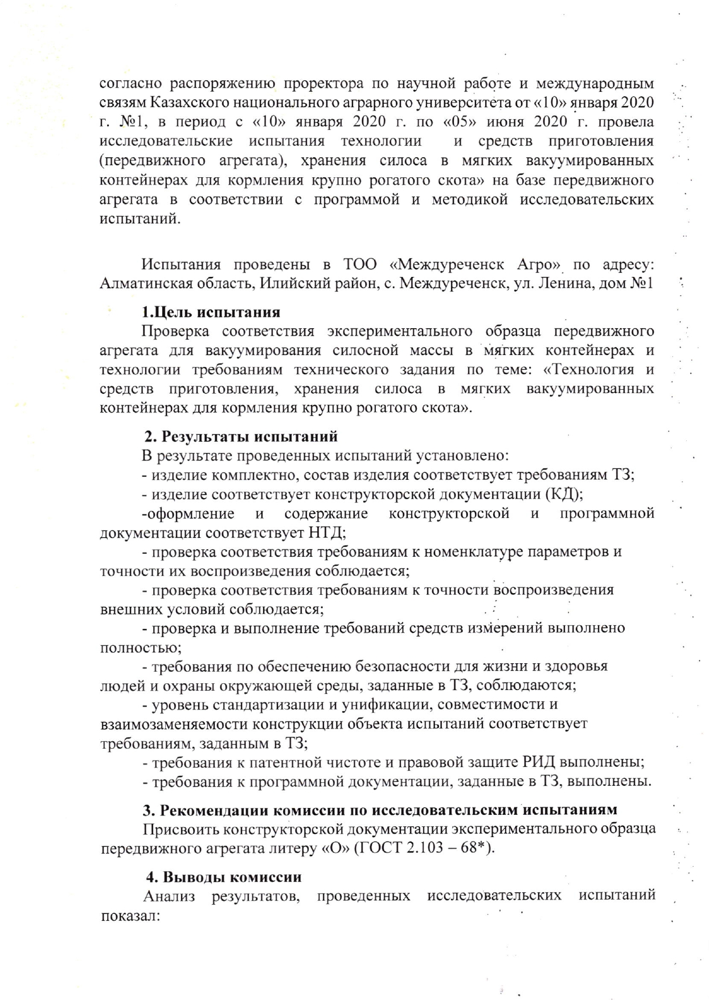 согласно распоряжению проректора по научной работе и международным
связям Казахского национального аграрного университета от «10» января 2020
г. №1, в период с «10» января 2020 г. по «05» июня 2020 г. провела
исследовательские испытания технологии и средств приготовления
(передвижного агрегата), хранения силоса в мягких вакуумированных
контейнерах для кормления крупно рогатого скота» на базе передвижного
агрегата в соответствии с программой и методикой исследовательских
испытаний.
Испытания проведены в ТОО «Междуреченск Агро» по адресу:
Алматинская область, Илийский район, с. Междуреченск, ул. Ленина, дом №1
1.Цель испытания
Проверка соответствия экспериментального образца передвижного
агрегата для вакуумирования силосной массы в мягких контейнерах и
технологии требованиям технического задания по теме: «Технология и
средств приготовления, хранения силоса в мягких вакуумированных
контейнерах для кормления крупно рогатого скота».
2. Результаты испытаний
В результате проведенных испытаний установлено:
- изделие комплектно, состав изделия соответствует требованиям ТЗ;
- изделие соответствует конструкторской документации (КД);
-оформление и содержание конструкторской и программной
документации соответствует НТД;
- проверка соответствия требованиям к номенклатуре параметров и
точности их воспроизведения соблюдается;
- проверка соответствия требованиям к точности воспроизведения
внешних условий соблюдается;
- проверка и выполнение требований средств измерений выполнено
полностью;
- требования по обеспечению безопасности для жизни и здоровья
людей и охраны окружающей среды, заданные в ТЗ, соблюдаются;
- уровень стандартизации и унификации, совместимости и
взаимозаменяемости конструкции объекта испытаний соответствует
требованиям, заданным в ТЗ;
- требования к патентной чистоте и правовой защите РИД выполнены;
- требования к программной документации, заданные в ТЗ, выполнены.
3. Рекомендации комиссии по исследовательским испытаниям
Присвоить конструкторской документации экспериментального образца
передвижного агрегата литеру «О» (ГОСТ 2.103 – 68*).
4. Выводы комиссии
Анализ результатов, проведенных исследовательских испытаний
показал: